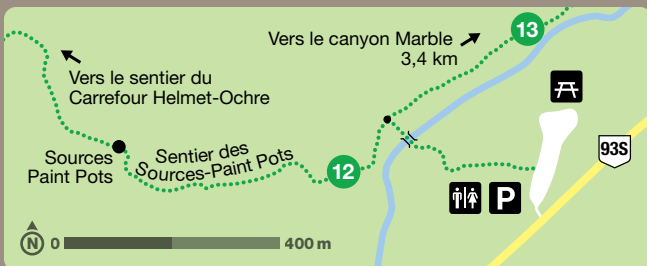 13
Vers le canyon Marble
3,4 km
Vers le sentier du
Carrefour Helmet-Ochre
93S
Sources
Paint Pots
Sentier des
Sources-Paint Pots
12
P
N 0 400 m